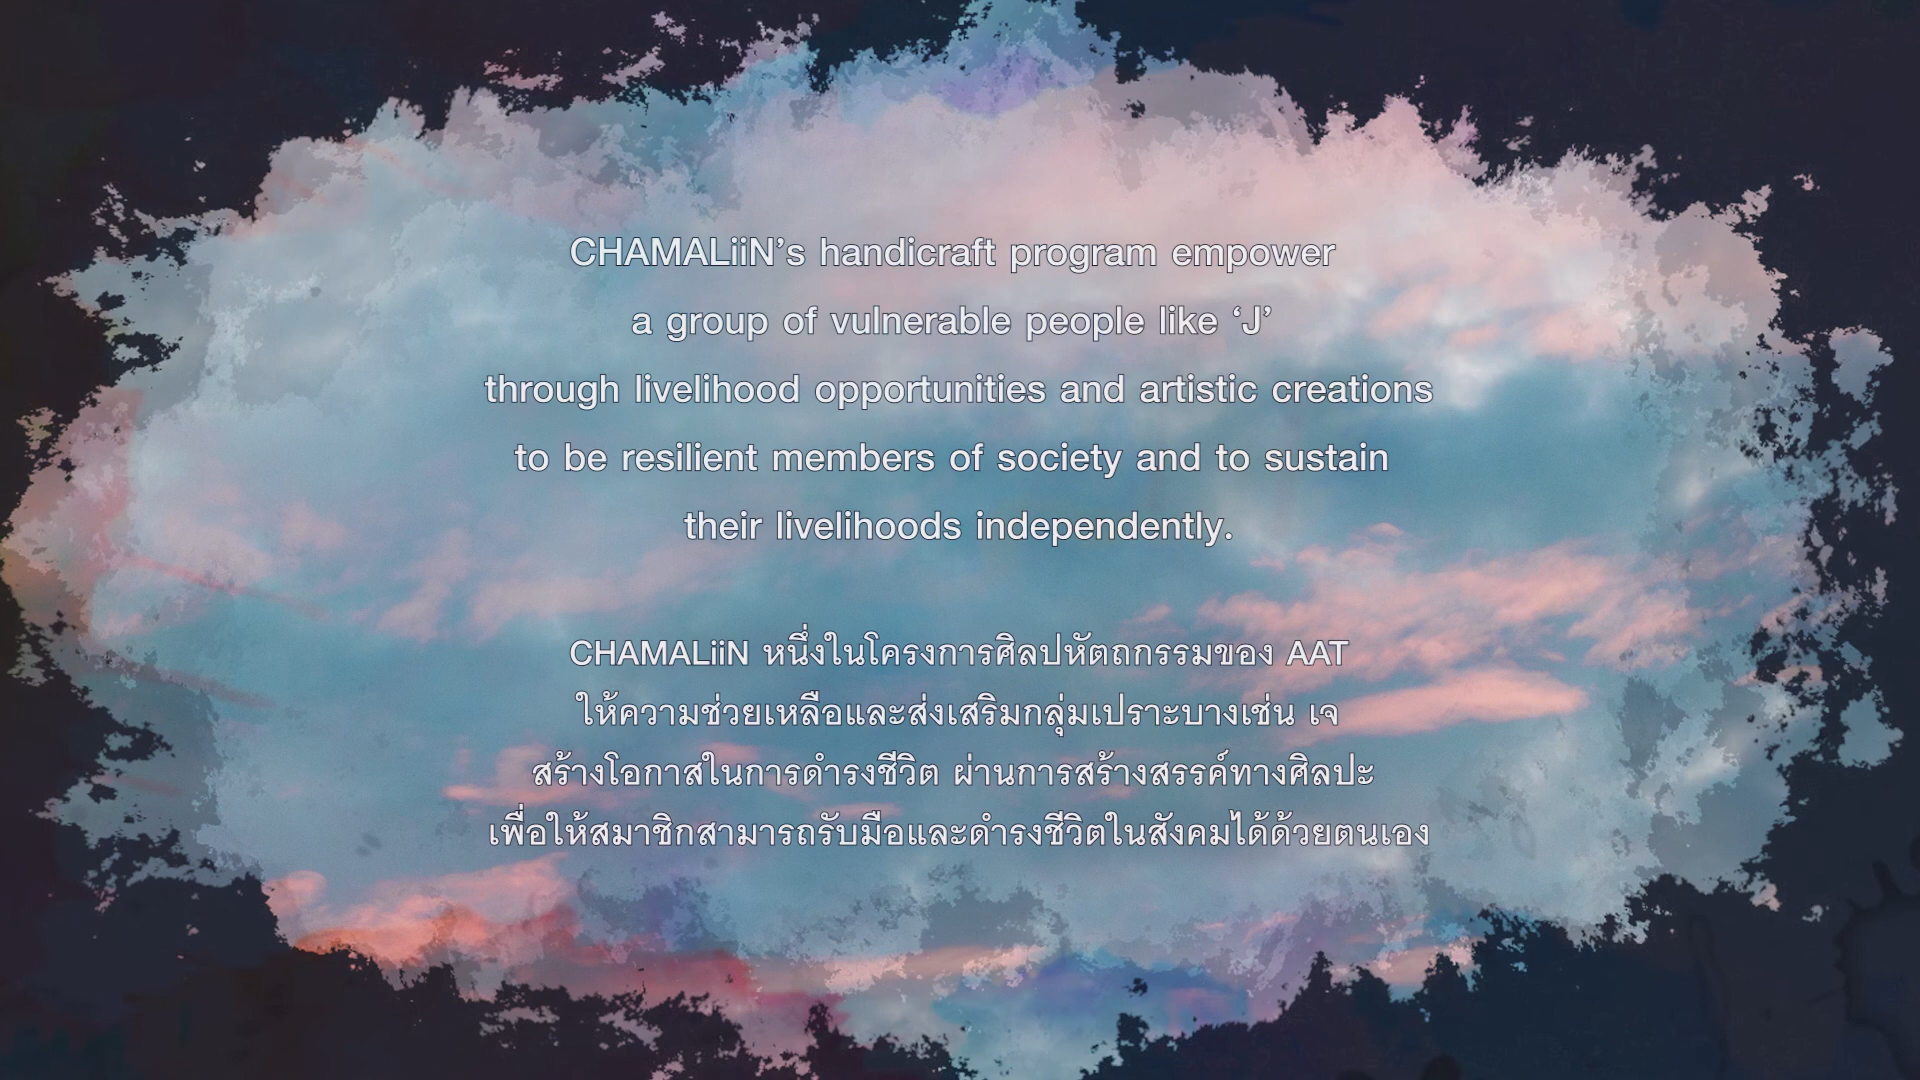 CHAMALiiN’s handicraft program empower
a group of vulnerable people like ‘J’
through livelihood opportunities and artistic creations
to be resilient members of society and to sustain
their livelihoods independently.
CHAMALiiN หนึ่งในโครงการศิลปหัตถกรรมของ AAT
ให้ความช่วยเหลือและส่งเสริมกลุ่มเปราะบางเช่น เจ
สร้างโอกาสในการดำรงชีวิต ผ่านการสร้างสรรค์ทางศิลปะ
เพื่อให้สมาชิกสามารถรับมือและดำรงชีวิตในสังคมได้ด้วยตนเอง